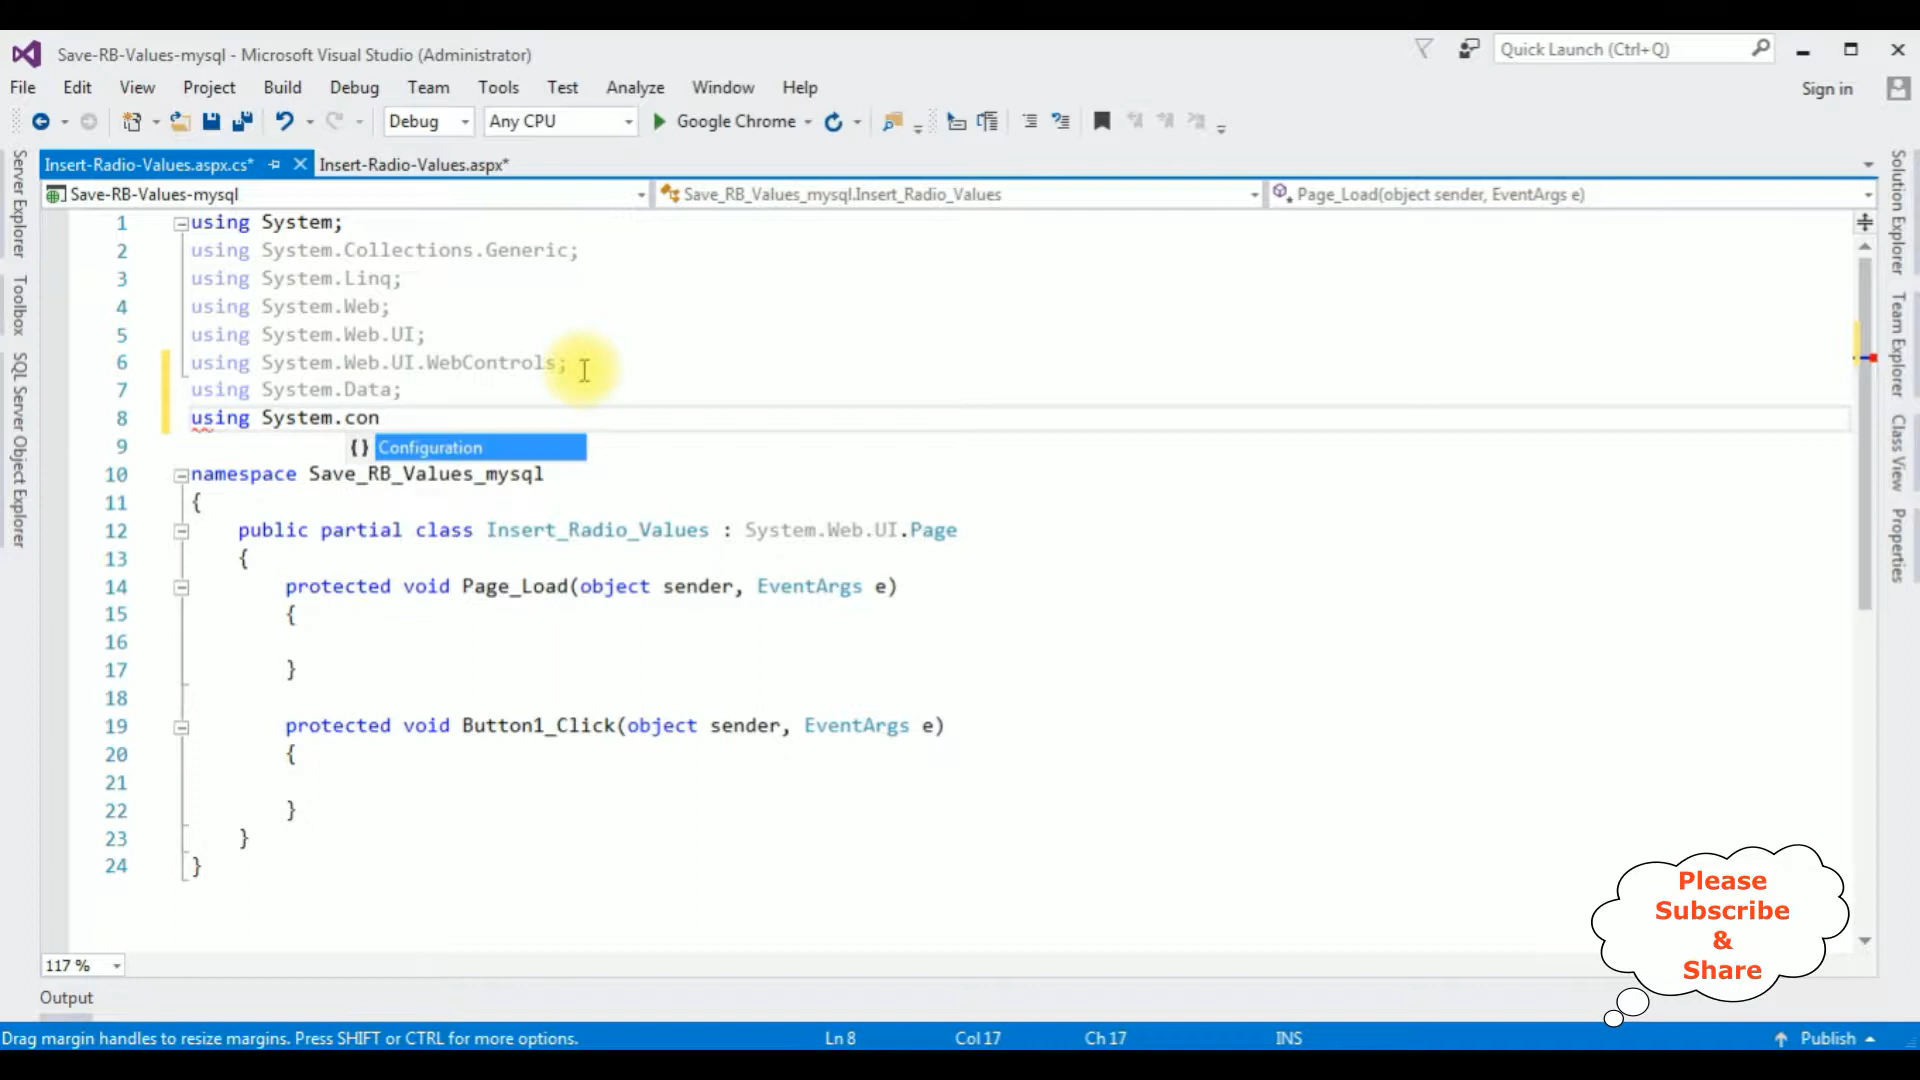 Save-RB-Values-mysql - Microsoft Visual Studio (Administrator)
Quick Launch (Ctrl+Q)
File Edit View Project Build Debug Team Tools Test Analyze Window Help
Sign in
Debug Any CPU Google Chrome
Insert-Radio-Values.aspx.cs* Insert-Radio-Values.aspx*
Save-RB-Values-mysql Save_RB_Values_mysql.Insert_Radio_Values Page_Load(object sender, EventArgs e)
Server Explorer
Toolbox
SQL Server Object Explorer
1 using System;
2 using System.Collections.Generic;
3 using System.Linq;
4 using System.Web;
5 using System.Web.UI;
6 using System.Web.UI.WebControls;
7 using System.Data;
8 using System.con
9 {} Configuration
10 namespace Save_RB_Values_mysql
11 {
12 public partial class Insert_Radio_Values : System.Web.UI.Page
13 {
14 protected void Page_Load(object sender, EventArgs e)
15 {
16
17 }
18
19 protected void Button1_Click(object sender, EventArgs e)
20 {
21
22 }
23 }
24 }
Solution Explorer
Team Explorer
Class View
Properties
Please
Subscribe
&
Share
117 %
Output
Drag margin handles to resize margins. Press SHIFT or CTRL for more options. Ln 8 Col 17 Ch 17 INS Publish